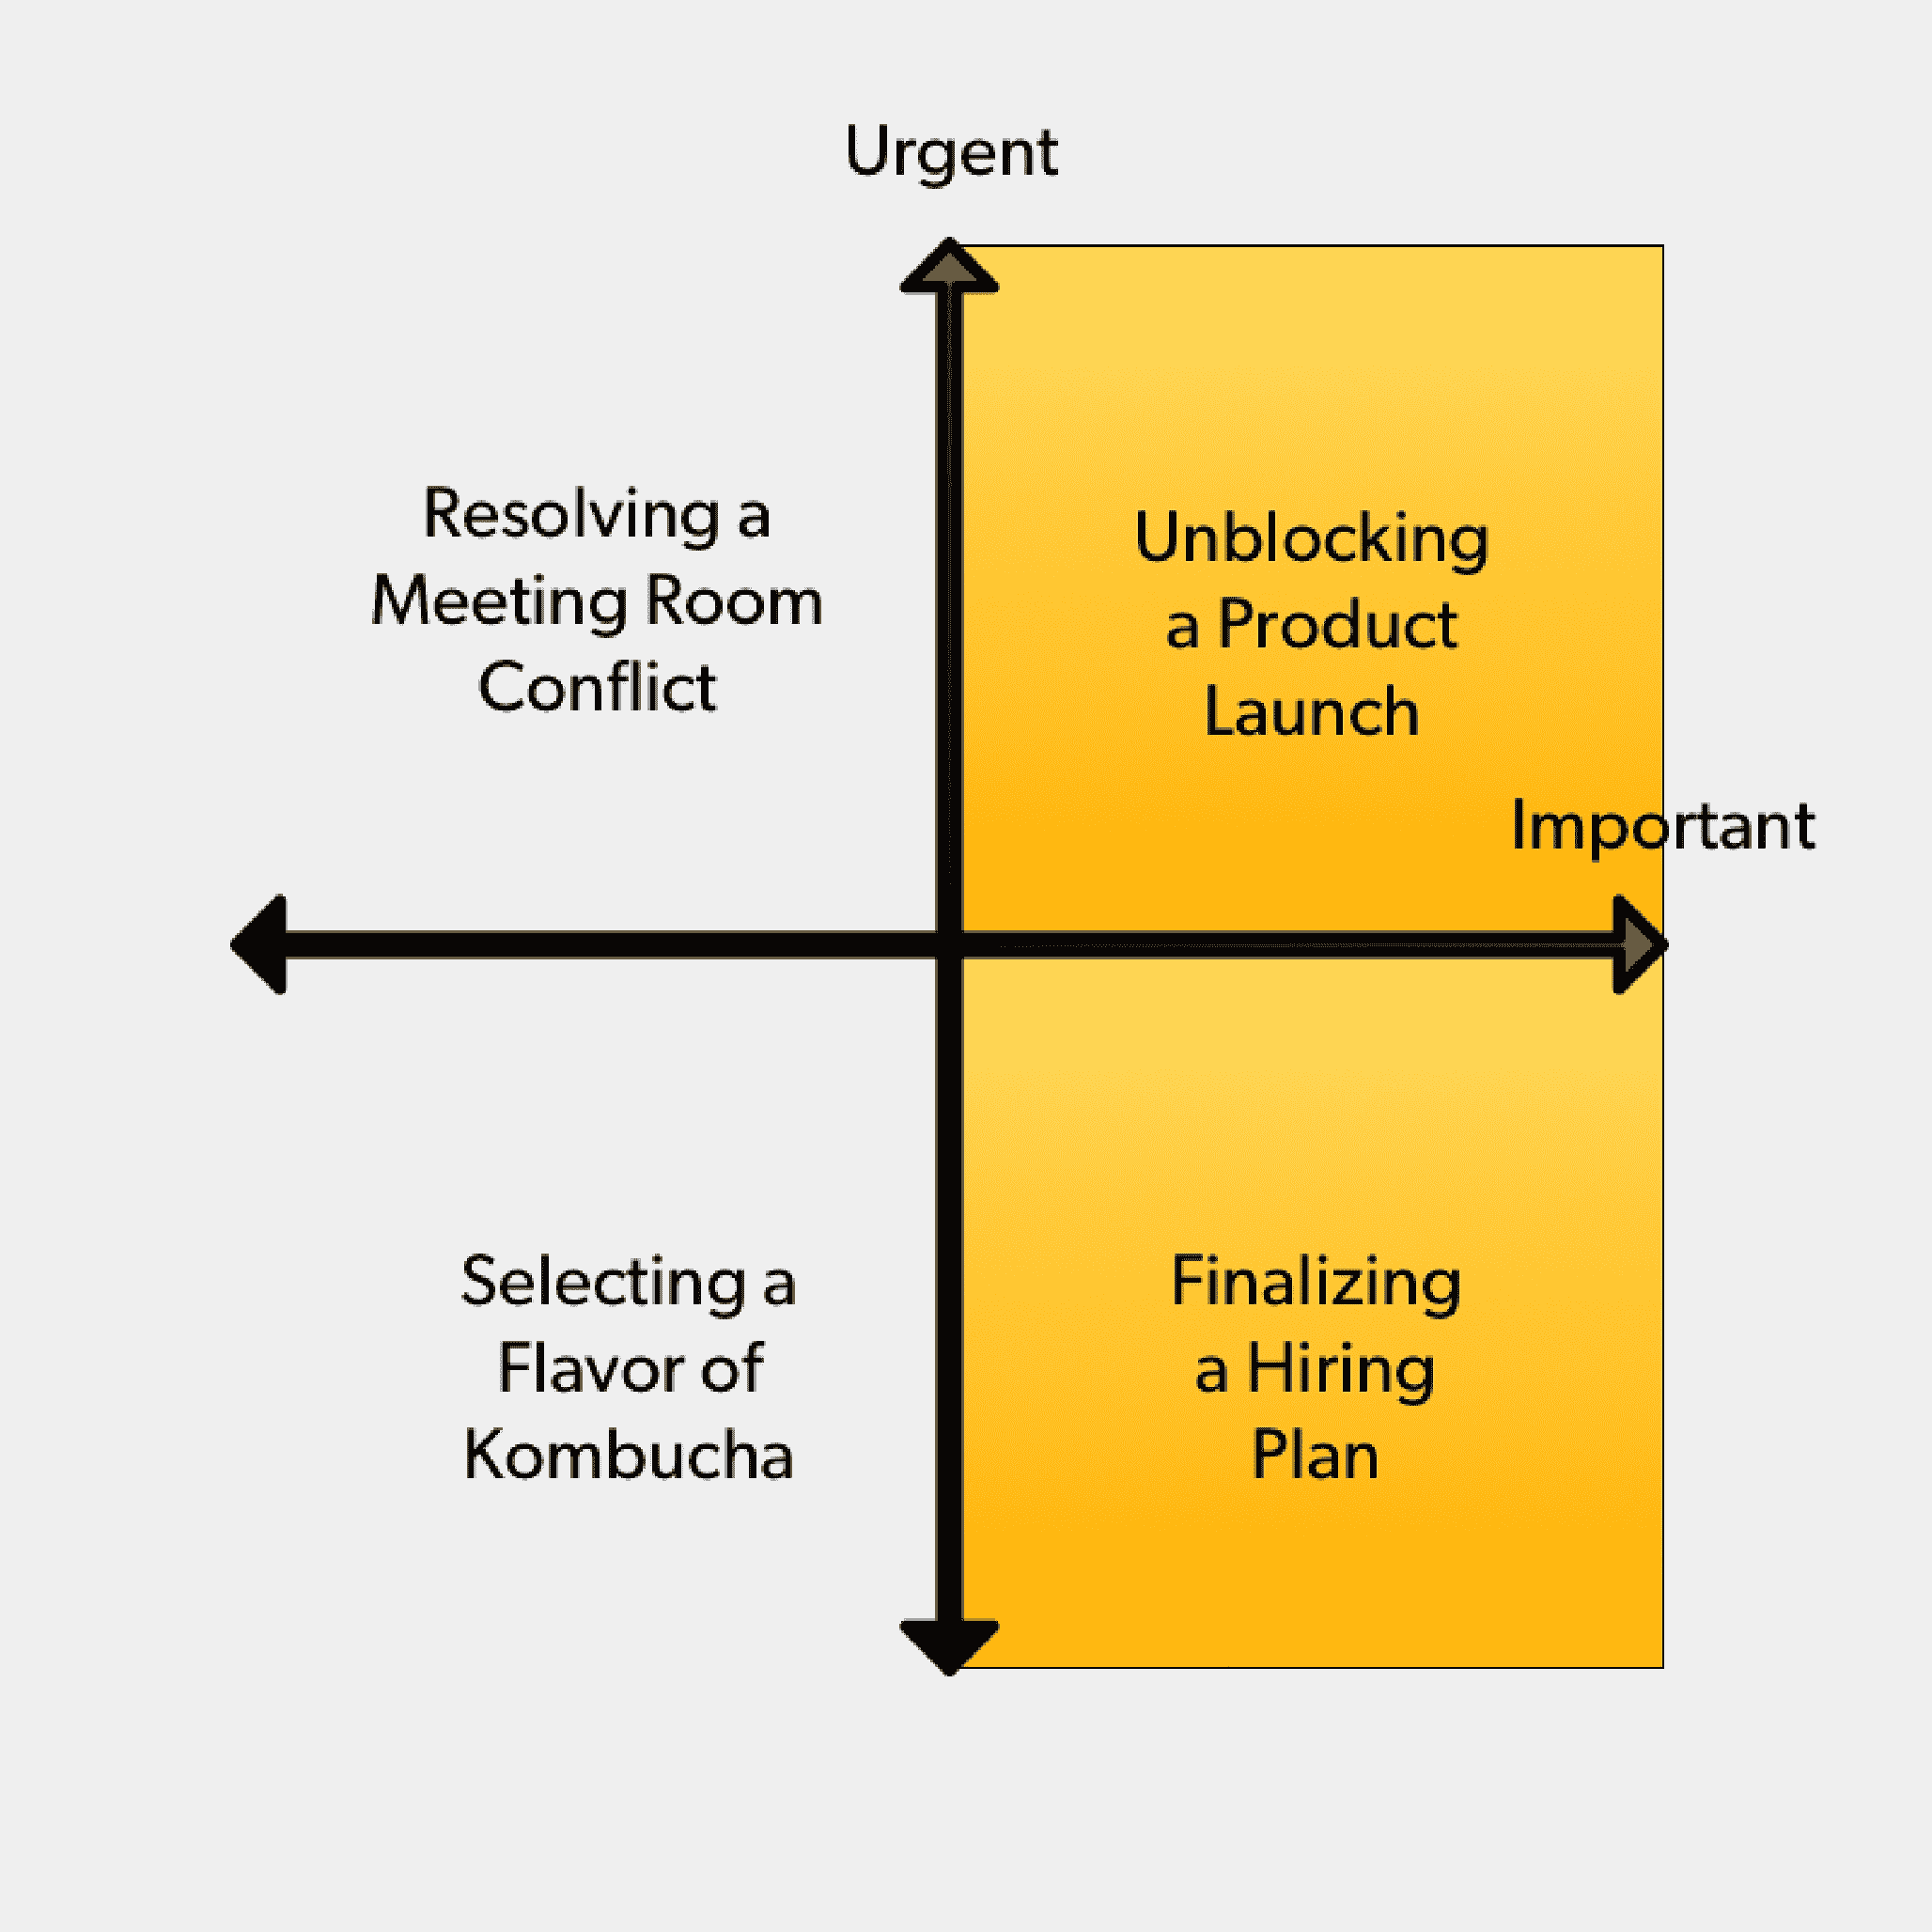 Urgent
Resolving a
Meeting Room
Conflict
Unblocking
a Product
Launch
Important
Selecting a
Flavor of
Kombucha
Finalizing
a Hiring
Plan